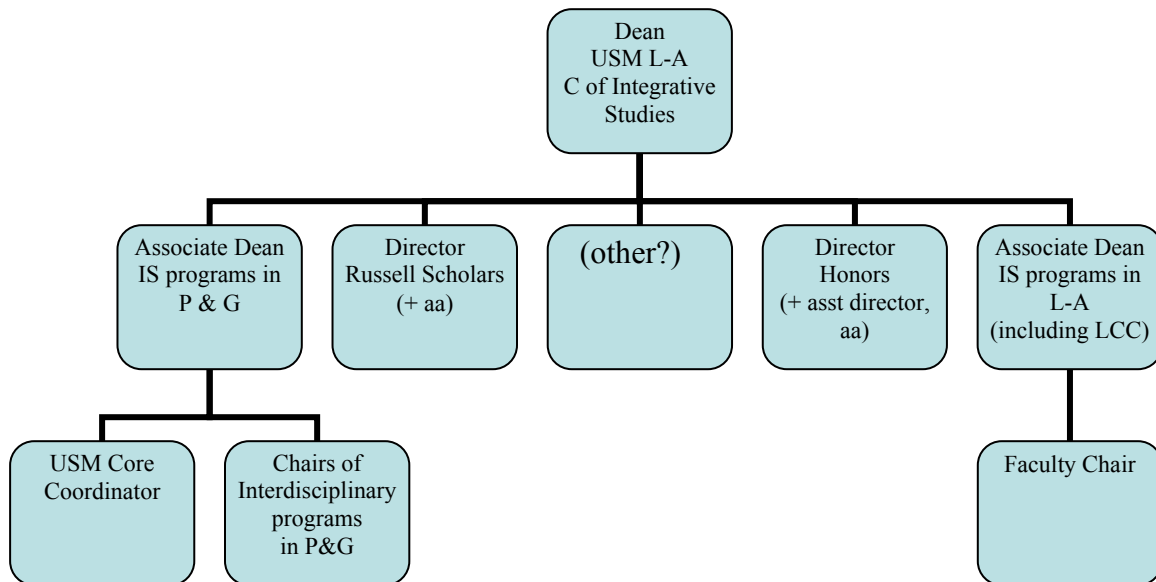 Dean
USM L-A
C of Integrative
Studies
Associate Dean
IS programs in
P & G
Director
Russell Scholars
(+ aa)
(other?)
Director
Honors
(+ asst director,
aa)
Associate Dean
IS programs in
L-A
(including LCC)
USM Core
Coordinator
Chairs of
Interdisciplinary
programs
in P&G
Faculty Chair